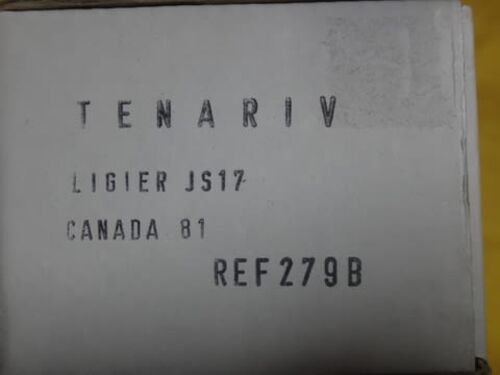 TENARIV
LIGIER JS17
CANADA 81
REF279B